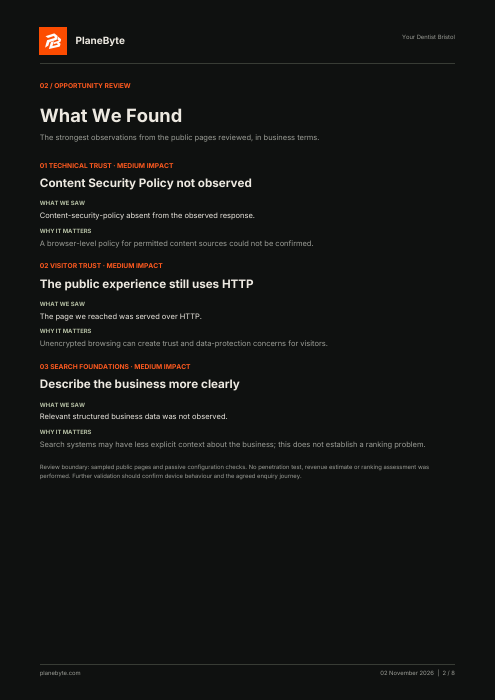 PlaneByte
Your Dentist Bristol
02 / OPPORTUNITY REVIEW
What We Found
The strongest observations from the public pages reviewed, in business terms.
01 TECHNICAL TRUST · MEDIUM IMPACT
Content Security Policy not observed
WHAT WE SAW
Content-security-policy absent from the observed response.
WHY IT MATTERS
A browser-level policy for permitted content sources could not be confirmed.
02 VISITOR TRUST · MEDIUM IMPACT
The public experience still uses HTTP
WHAT WE SAW
The page we reached was served over HTTP.
WHY IT MATTERS
Unencrypted browsing can create trust and data-protection concerns for visitors.
03 SEARCH FOUNDATIONS · MEDIUM IMPACT
Describe the business more clearly
WHAT WE SAW
Relevant structured business data was not observed.
WHY IT MATTERS
Search systems may have less explicit context about the business; this does not establish a ranking problem.
Review boundary: sampled public pages and passive configuration checks. No penetration test, revenue estimate or ranking assessment was
performed. Further validation should confirm device behaviour and the agreed enquiry journey.
planebyte.com
02 November 2026 | 2 / 8